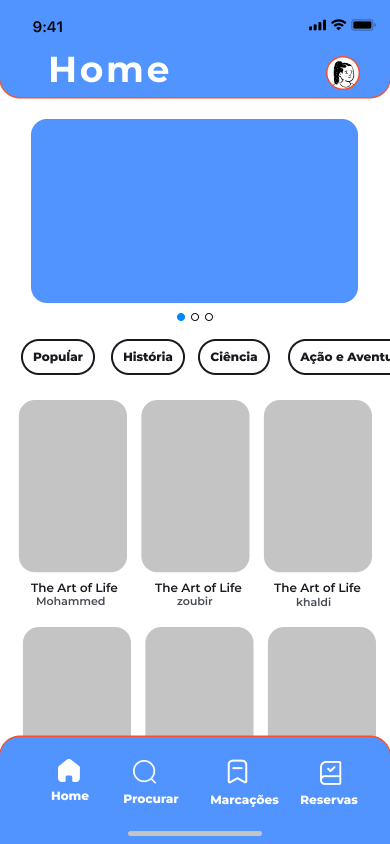 9:41
Home
Populár História Ciência Ação e Aventu
The Art of Life The Art of Life The Art of Life
Mohammed zoubir khaldi
Home Procurar Marcações Reservas